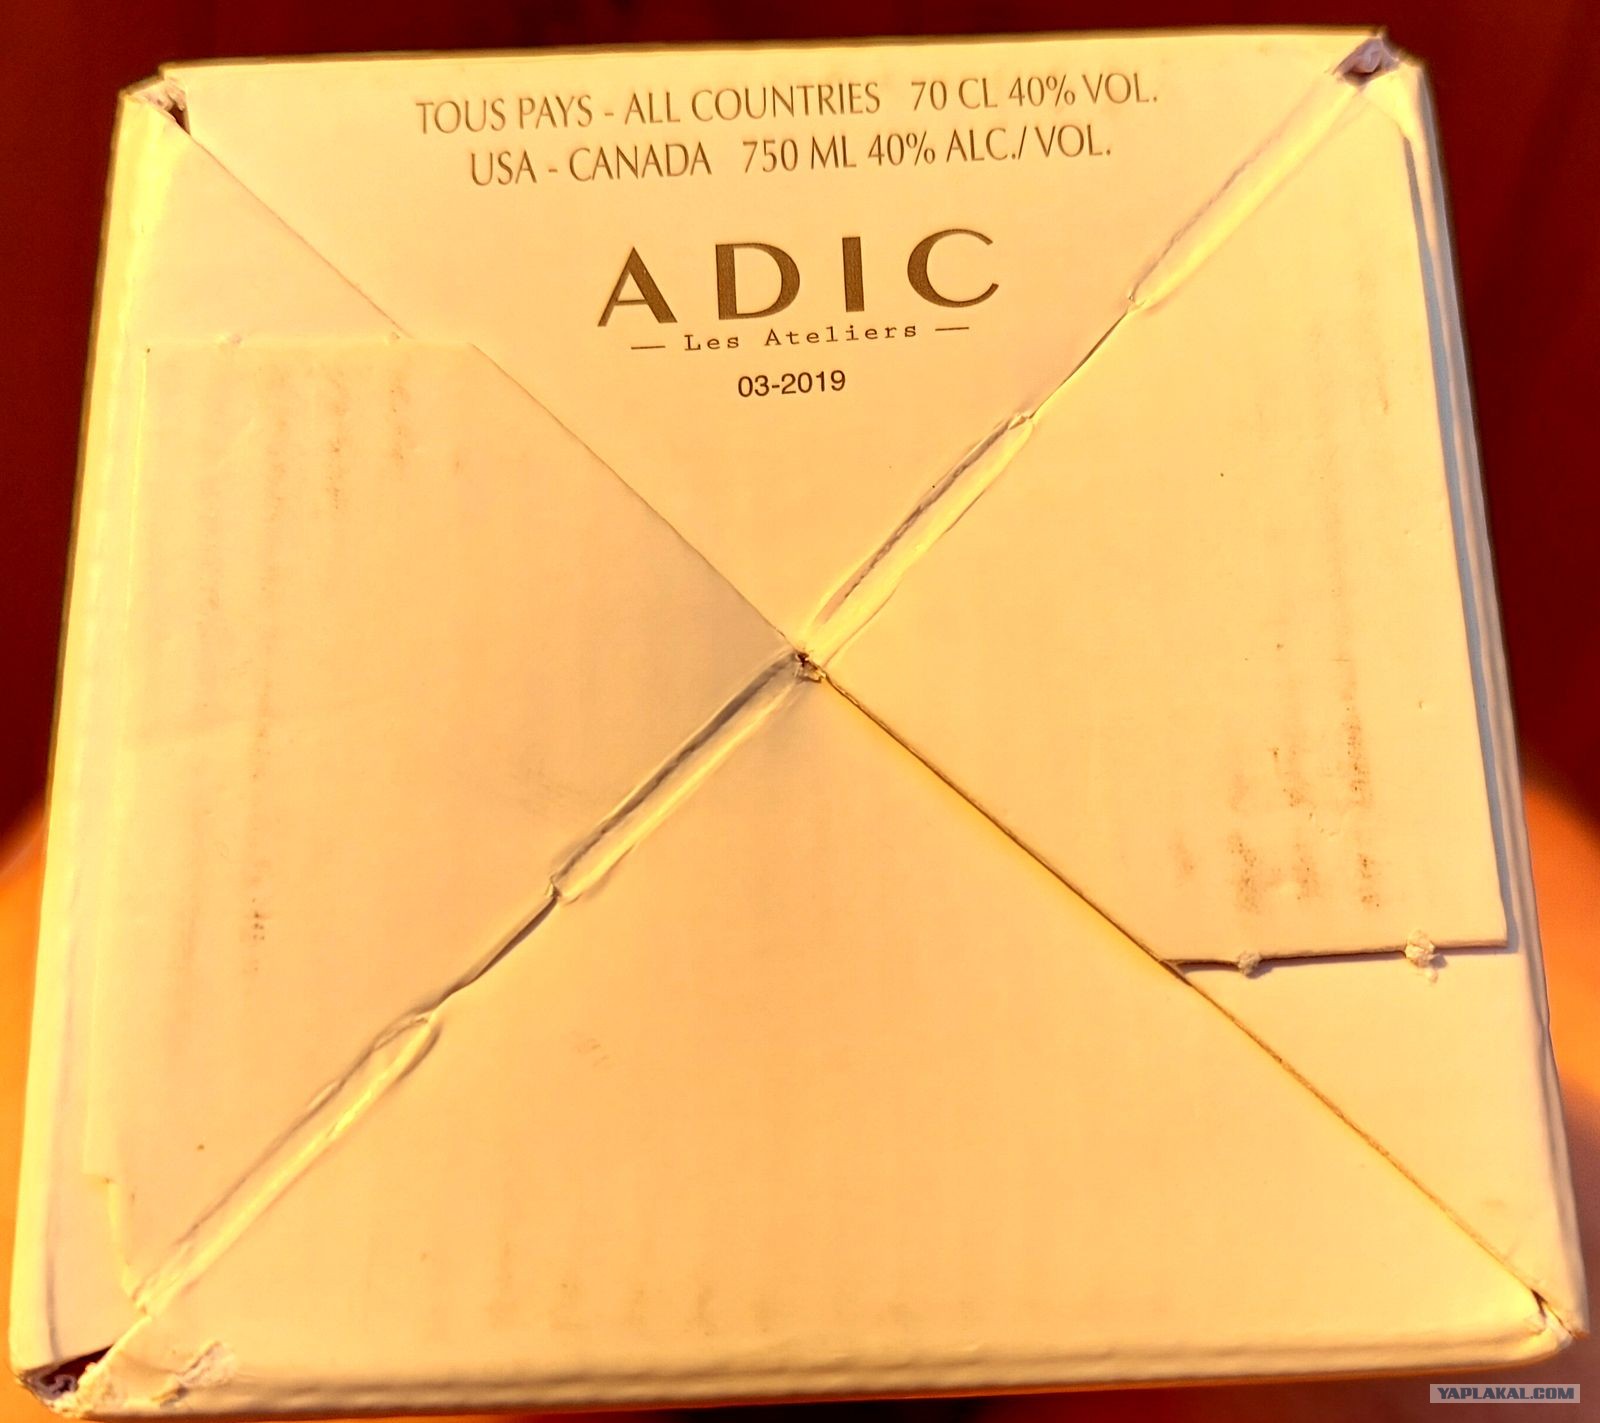 TOUS PAYS - ALL COUNTRIES 70 CL 40% VOL.
USA - CANADA 750 ML 40% ALC./VOL.
ADIC
— Les Ateliers —
03-2019
YAPLAKAL.COM